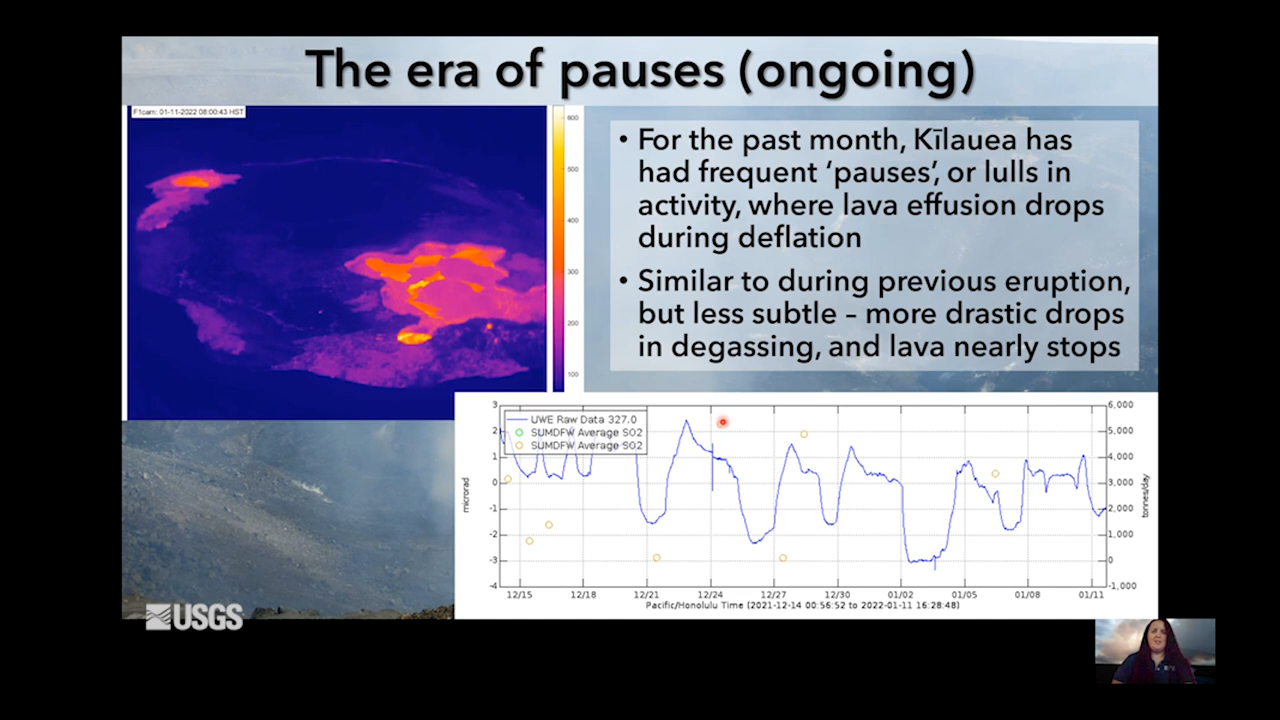 The era of pauses (ongoing)
F1cam: 01-11-2022 08:00:43 HST
600
500
400
300
200
100
• For the past month, Kīlauea has
had frequent ‘pauses’, or lulls in
activity, where lava effusion drops
during deflation
• Similar to during previous eruption,
but less subtle – more drastic drops
in degassing, and lava nearly stops
UWE Raw Data 327.0
SUMDFW Average SO2
SUMDFW Average SO2
3
2
1
0
-1
-2
-3
-4
microrad
6,000
5,000
4,000
3,000
2,000
1,000
0
-1,000
tonnes/day
12/15 12/18 12/21 12/24 12/27 12/30 01/02 01/05 01/08 01/11
Pacific/Honolulu Time (2021-12-14 00:56:52 to 2022-01-11 16:28:48)
USGS